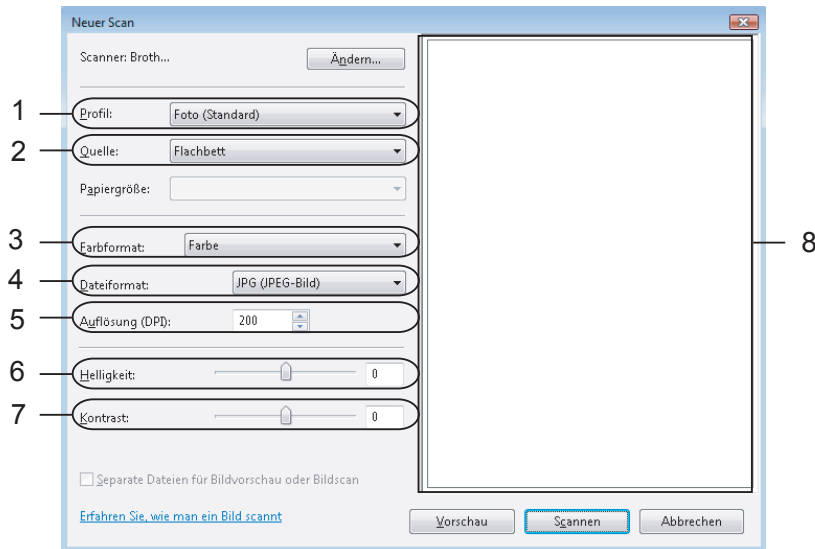 Neuer Scan
Scanner: Broth...
Ändern...
1
Profil:
Foto (Standard)
2
Quelle:
Flachbett
Papiergröße:
3
Farbformat:
Farbe
4
Dateiformat:
JPG (JPEG-Bild)
5
Auflösung (DPI):
200
6
Helligkeit:
0
7
Kontrast:
0
8
Separate Dateien für Bildvorschau oder Bildscan
Erfahren Sie, wie man ein Bild scannt
Vorschau
Scannen
Abbrechen